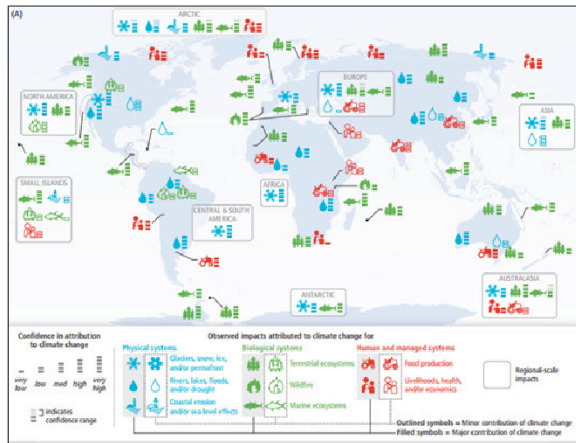 (A)
ARCTIC
NORTH AMERICA
EUROPE
ASIA
SMALL ISLANDS
AFRICA
CENTRAL & SOUTH
AMERICA
ANTARCTIC
AUSTRALASIA
Confidence in attribution
to climate change
very
low
low
med
high
very
high
indicates
confidence range
Observed impacts attributed to climate change for
Physical systems
Biological systems
Human and managed systems
Glaciers, snow, ice,
and/or permafrost
Rivers, lakes, floods,
and/or drought
Coastal erosion
and/or sea level effects
Terrestrial ecosystems
Wildfire
Marine ecosystems
Food production
Livelihoods, health,
and/or economics
Regional-scale
impacts
Outlined symbols = Minor contribution of climate change
Filled symbols = Major contribution of climate change